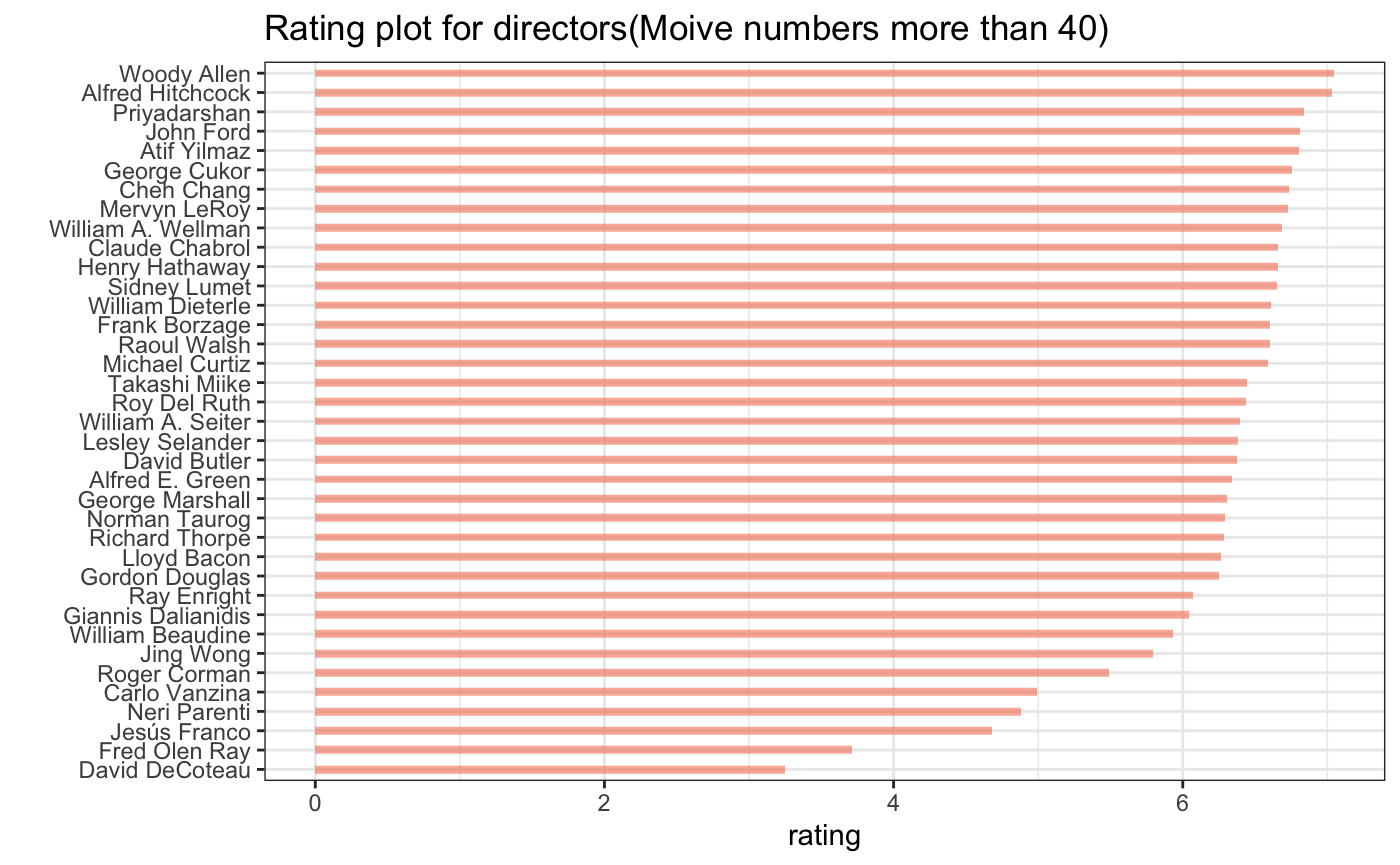 Rating plot for directors(Moive numbers more than 40)
Woody Allen
Alfred Hitchcock
Priyadarshan
John Ford
Atif Yilmaz
George Cukor
Cheh Chang
Mervyn LeRoy
William A. Wellman
Claude Chabrol
Henry Hathaway
Sidney Lumet
William Dieterle
Frank Borzage
Raoul Walsh
Michael Curtiz
Takashi Miike
Roy Del Ruth
William A. Seiter
Lesley Selander
David Butler
Alfred E. Green
George Marshall
Norman Taurog
Richard Thorpe
Lloyd Bacon
Gordon Douglas
Ray Enright
Giannis Dalianidis
William Beaudine
Jing Wong
Roger Corman
Carlo Vanzina
Neri Parenti
Jesús Franco
Fred Olen Ray
David DeCoteau
0 2 4 6
rating